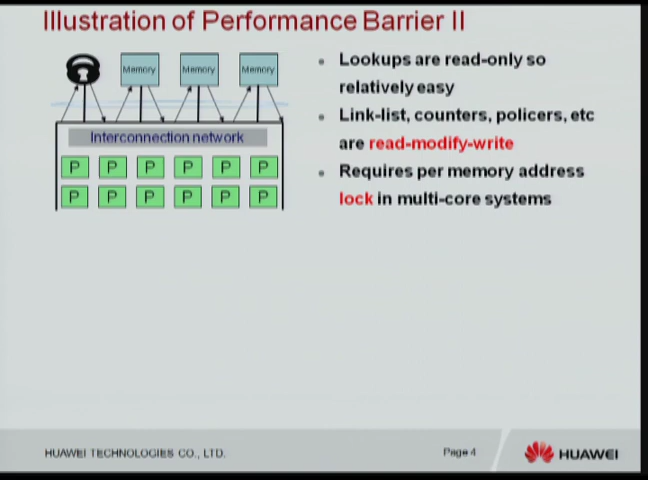 Illustration of Performance Barrier II
Memory Memory Memory
Interconnection network
P P P P P P
P P P P P P
• Lookups are read-only so
relatively easy
• Link-list, counters, policers, etc
are read-modify-write
• Requires per memory address
lock in multi-core systems
HUAWEI TECHNOLOGIES CO., LTD.
Page 4
HUAWEI